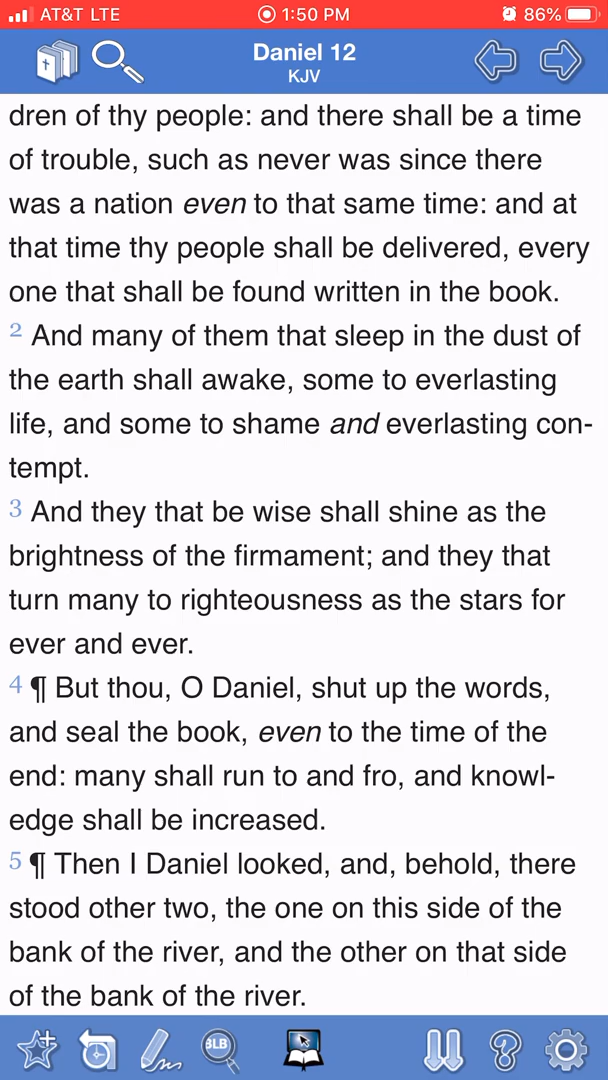 AT&T LTE 1:50 PM 86%
Daniel 12
KJV
dren of thy people: and there shall be a time
of trouble, such as never was since there
was a nation even to that same time: and at
that time thy people shall be delivered, every
one that shall be found written in the book.
2 And many of them that sleep in the dust of
the earth shall awake, some to everlasting
life, and some to shame and everlasting con-
tempt.
3 And they that be wise shall shine as the
brightness of the firmament; and they that
turn many to righteousness as the stars for
ever and ever.
4 ¶ But thou, O Daniel, shut up the words,
and seal the book, even to the time of the
end: many shall run to and fro, and knowl-
edge shall be increased.
5 ¶ Then I Daniel looked, and, behold, there
stood other two, the one on this side of the
bank of the river, and the other on that side
of the bank of the river.
BLB